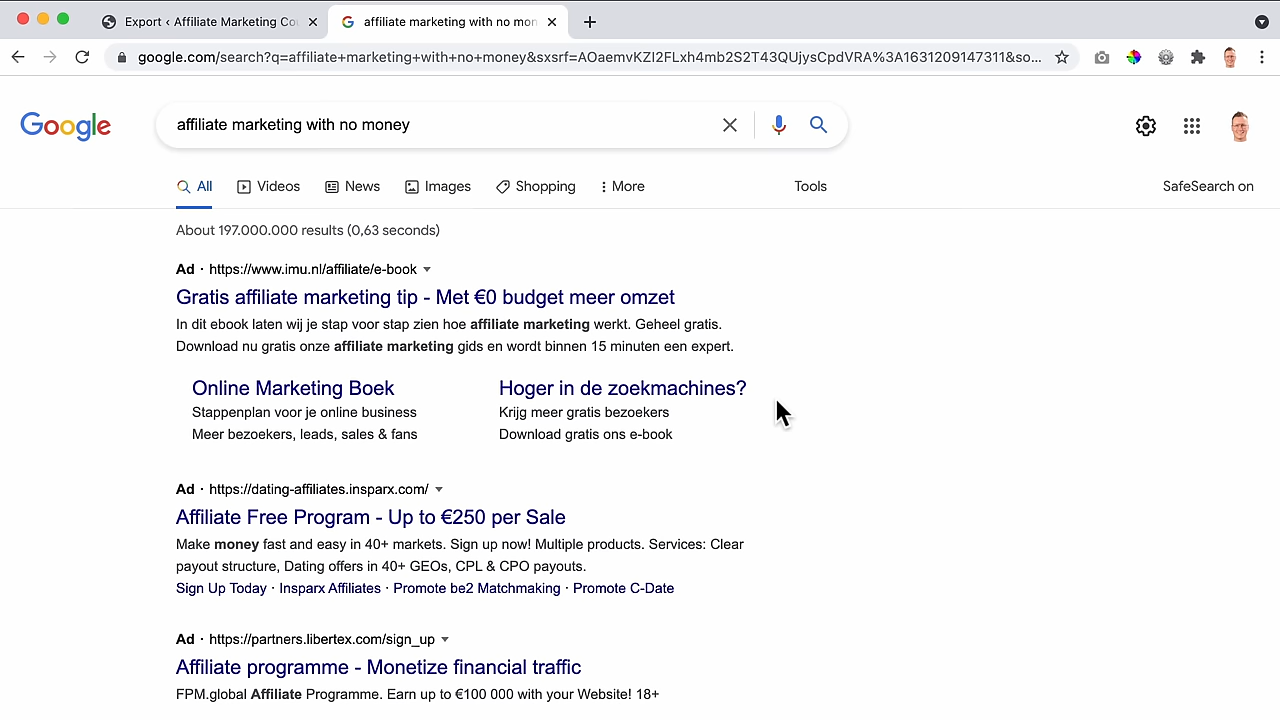 Export ‹ Affiliate Marketing Co
affiliate marketing with no mon
google.com/search?q=affiliate+marketing+with+no+money&sxsrf=AOaemvKZI2FLxh4mb2S2T43QUjysCpdVRA%3A1631209147311&so...
Google
affiliate marketing with no money
All
Videos
News
Images
Shopping
More
Tools
SafeSearch on
About 197.000.000 results (0,63 seconds)
Ad · https://www.imu.nl/affiliate/e-book
Gratis affiliate marketing tip - Met €0 budget meer omzet
In dit ebook laten wij je stap voor stap zien hoe affiliate marketing werkt. Geheel gratis.
Download nu gratis onze affiliate marketing gids en wordt binnen 15 minuten een expert.
Online Marketing Boek
Stappenplan voor je online business
Meer bezoekers, leads, sales & fans
Hoger in de zoekmachines?
Krijg meer gratis bezoekers
Download gratis ons e-book
Ad · https://dating-affiliates.insparx.com/
Affiliate Free Program - Up to €250 per Sale
Make money fast and easy in 40+ markets. Sign up now! Multiple products. Services: Clear
payout structure, Dating offers in 40+ GEOs, CPL & CPO payouts.
Sign Up Today · Insparx Affiliates · Promote be2 Matchmaking · Promote C-Date
Ad · https://partners.libertex.com/sign_up
Affiliate programme - Monetize financial traffic
FPM.global Affiliate Programme. Earn up to €100 000 with your Website! 18+